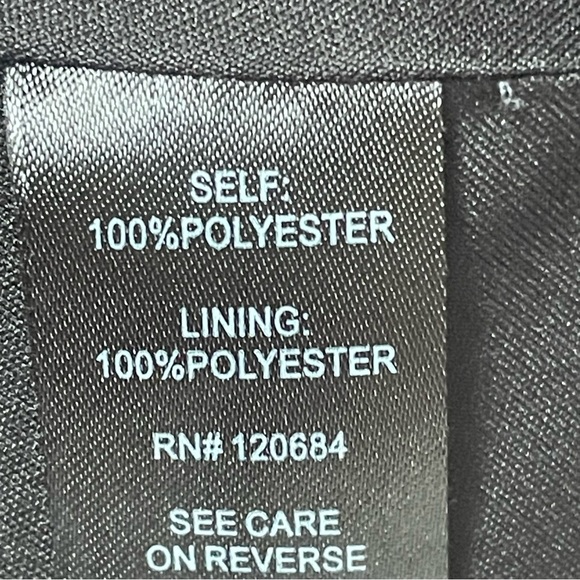 SELF:
100%POLYESTER
LINING:
100%POLYESTER
RN# 120684
SEE CARE
ON REVERSE